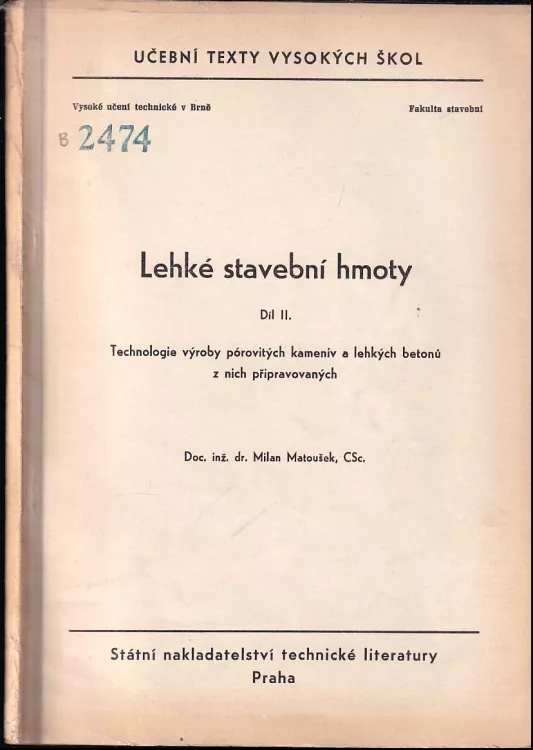 UČEBNÍ TEXTY VYSOKÝCH ŠKOL
Vysoké učení technické v Brně
Fakulta stavební
B 2474
Lehké stavební hmoty
Díl II.
Technologie výroby pórovitých kameniv a lehkých betonů
z nich připravovaných
Doc. inž. dr. Milan Matoušek, CSc.
Státní nakladatelství technické literatury
Praha